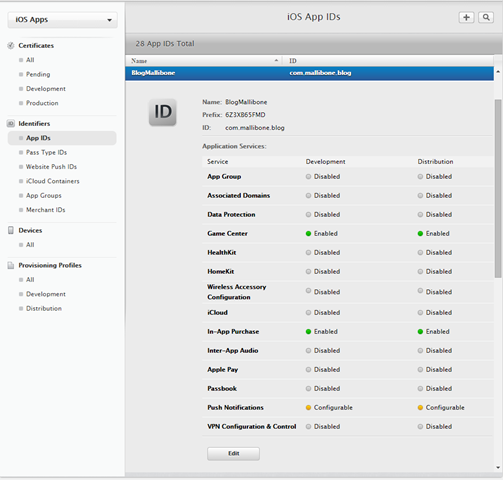 iOS Apps
iOS App IDs
Certificates
All
Pending
Development
Production
Identifiers
App IDs
Pass Type IDs
Website Push IDs
iCloud Containers
App Groups
Merchant IDs
Devices
All
Provisioning Profiles
All
Development
Distribution
28 App IDs Total
Name ID
BlogMallibone com.mallibone.blog
ID
Name: BlogMallibone
Prefix: 6Z3XB65FMD
ID: com.mallibone.blog
Application Services:
Service Development Distribution
App Group Disabled Disabled
Associated Domains Disabled Disabled
Data Protection Disabled Disabled
Game Center Enabled Enabled
HealthKit Disabled Disabled
HomeKit Disabled Disabled
Wireless Accessory
Configuration Disabled Disabled
iCloud Disabled Disabled
In-App Purchase Enabled Enabled
Inter-App Audio Disabled Disabled
Apple Pay Disabled Disabled
Passbook Disabled Disabled
Push Notifications Configurable Configurable
VPN Configuration & Control Disabled Disabled
Edit